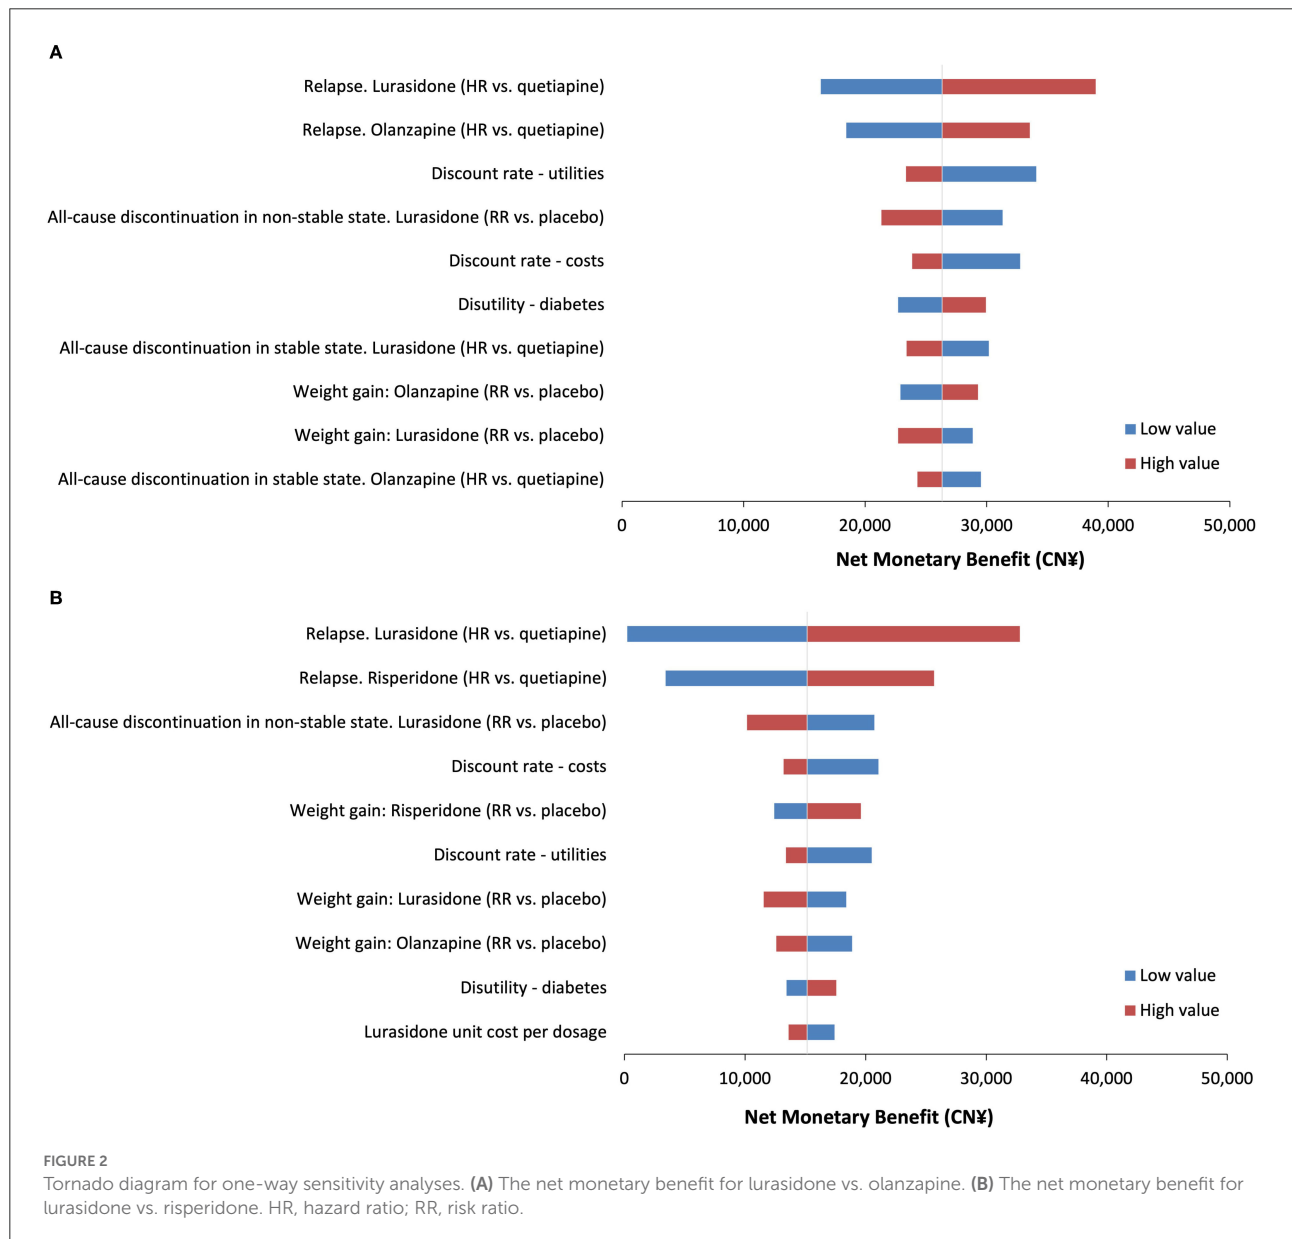 A
Relapse. Lurasidone (HR vs. quetiapine)
Relapse. Olanzapine (HR vs. quetiapine)
Discount rate - utilities
All-cause discontinuation in non-stable state. Lurasidone (RR vs. placebo)
Discount rate - costs
Disutility - diabetes
All-cause discontinuation in stable state. Lurasidone (HR vs. quetiapine)
Weight gain: Olanzapine (RR vs. placebo)
Low value
Weight gain: Lurasidone (RR vs. placebo)
High value
All-cause discontinuation in stable state. Olanzapine (HR vs. quetiapine)
0 10,000 20,000 30,000 40,000 50,000
Net Monetary Benefit (CN¥)
B
Relapse. Lurasidone (HR vs. quetiapine)
Relapse. Risperidone (HR vs. quetiapine)
All-cause discontinuation in non-stable state. Lurasidone (RR vs. placebo)
Discount rate - costs
Weight gain: Risperidone (RR vs. placebo)
Discount rate - utilities
Weight gain: Lurasidone (RR vs. placebo)
Weight gain: Olanzapine (RR vs. placebo)
Low value
Disutility - diabetes
High value
Lurasidone unit cost per dosage
0 10,000 20,000 30,000 40,000 50,000
Net Monetary Benefit (CN¥)
FIGURE 2
Tornado diagram for one-way sensitivity analyses. (A) The net monetary benefit for lurasidone vs. olanzapine. (B) The net monetary benefit for
lurasidone vs. risperidone. HR, hazard ratio; RR, risk ratio.